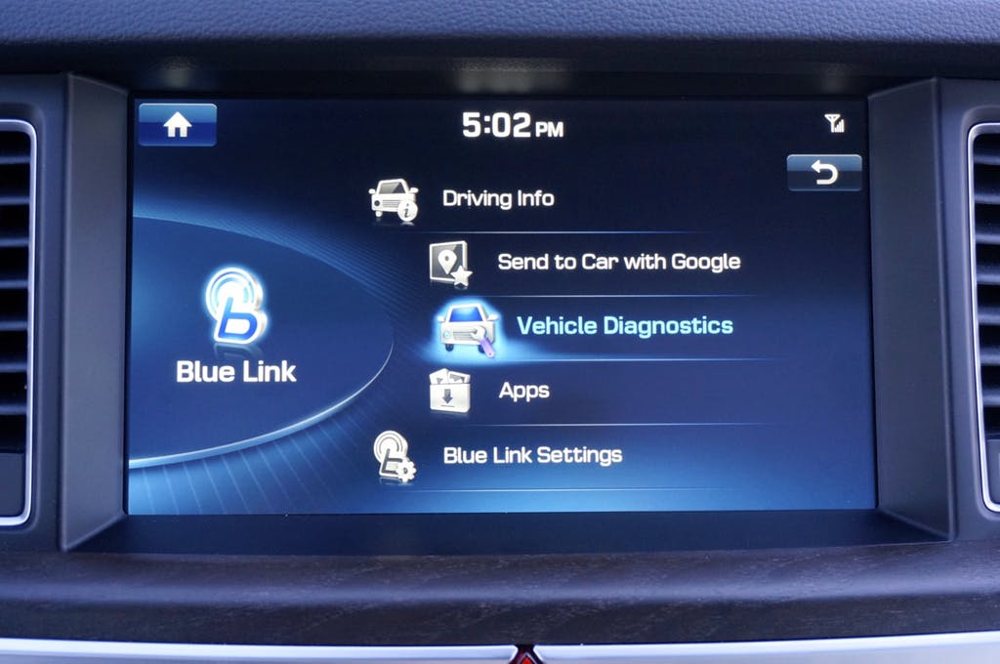 5:02 PM
Driving Info
Send to Car with Google
Vehicle Diagnostics
Blue Link
Apps
Blue Link Settings